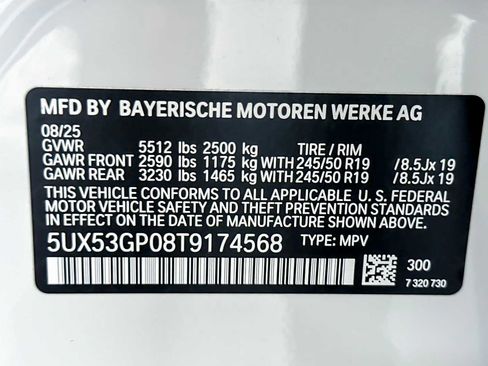 MFD BY BAYERISCHE MOTOREN WERKE AG
08/25
GVWR 5512 lbs 2500 kg TIRE / RIM
GAWR FRONT 2590 lbs 1175 kg WITH 245/50 R19 /8.5Jx 19
GAWR REAR 3230 lbs 1465 kg WITH 245/50 R19 /8.5Jx 19
THIS VEHICLE CONFORMS TO ALL APPLICABLE U. S. FEDERAL
MOTOR VEHICLE SAFETY AND THEFT PREVENTION STANDARDS
IN EFFECT ON THE DATE OF MANUFACTURE SHOWN ABOVE.
5UX53GP08T9174568 TYPE: MPV
300
7 320 730